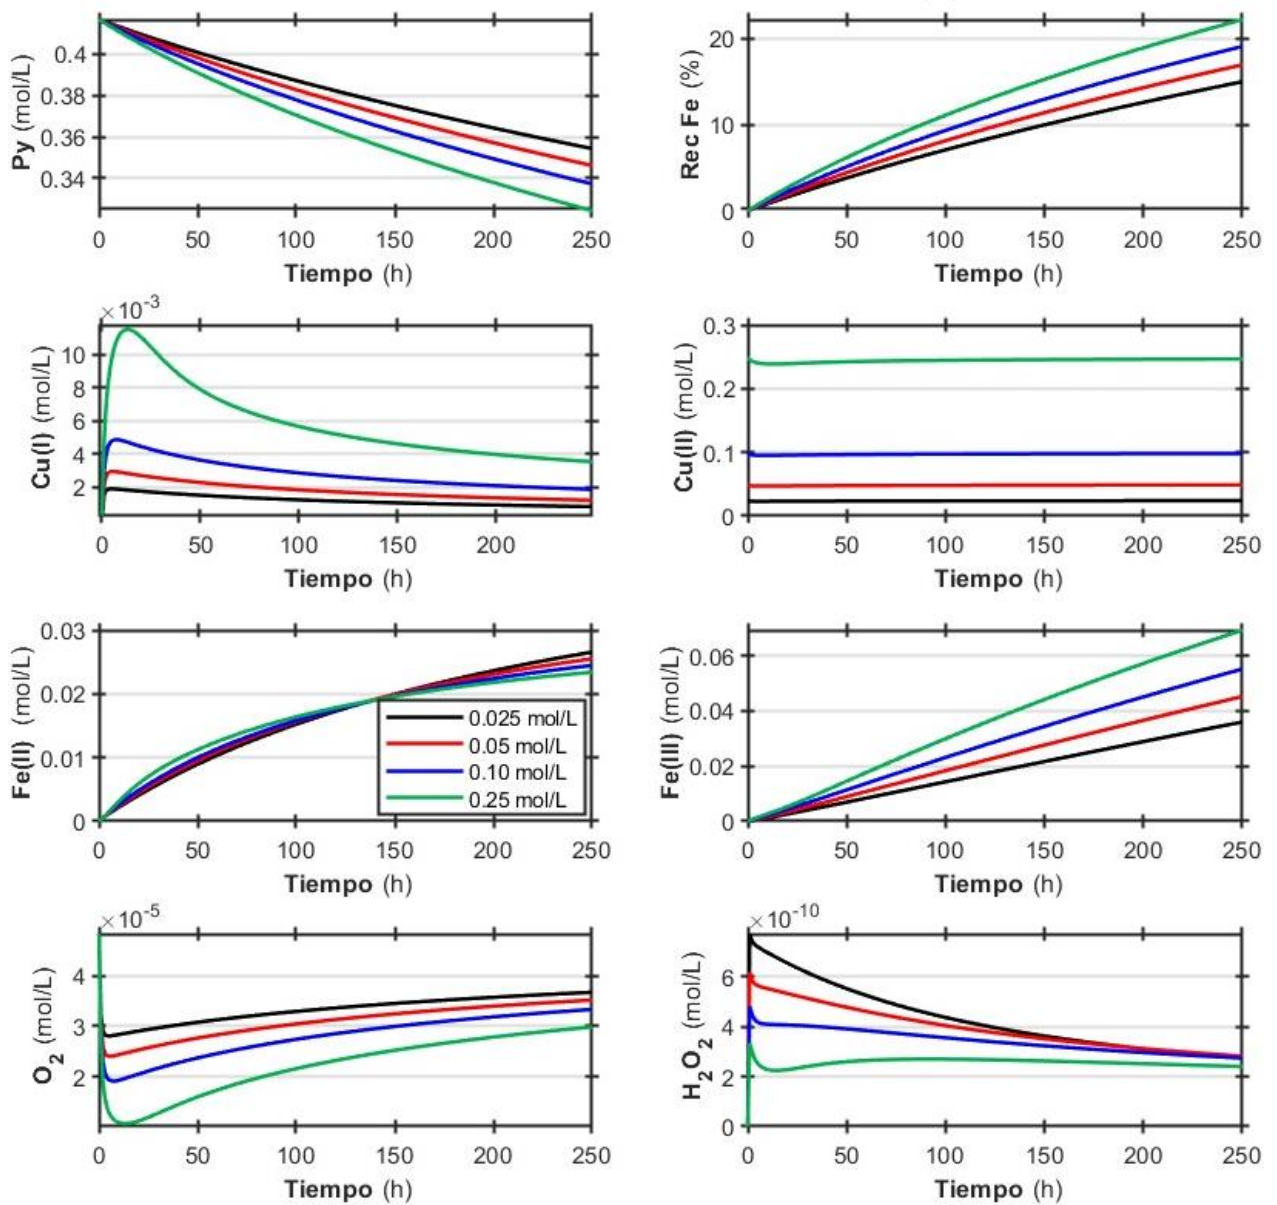 Py (mol/L)
0.4
0.38
0.36
0.34
0 50 100 150 200 250
Tiempo (h)
Rec Fe (%)
20
10
0
0 50 100 150 200 250
Tiempo (h)
×10-3
Cu(I) (mol/L)
10
8
6
4
2
0 50 100 150 200
Tiempo (h)
Cu(II) (mol/L)
0.3
0.2
0.1
0
0 50 100 150 200 250
Tiempo (h)
Fe(II) (mol/L)
0.03
0.02
0.01
0
0.025 mol/L
0.05 mol/L
0.10 mol/L
0.25 mol/L
0 50 100 150 200 250
Tiempo (h)
Fe(III) (mol/L)
0.06
0.04
0.02
0
0 50 100 150 200 250
Tiempo (h)
×10-5
O2 (mol/L)
4
3
2
0 50 100 150 200 250
Tiempo (h)
×10-10
H2O2 (mol/L)
6
4
2
0
0 50 100 150 200 250
Tiempo (h)